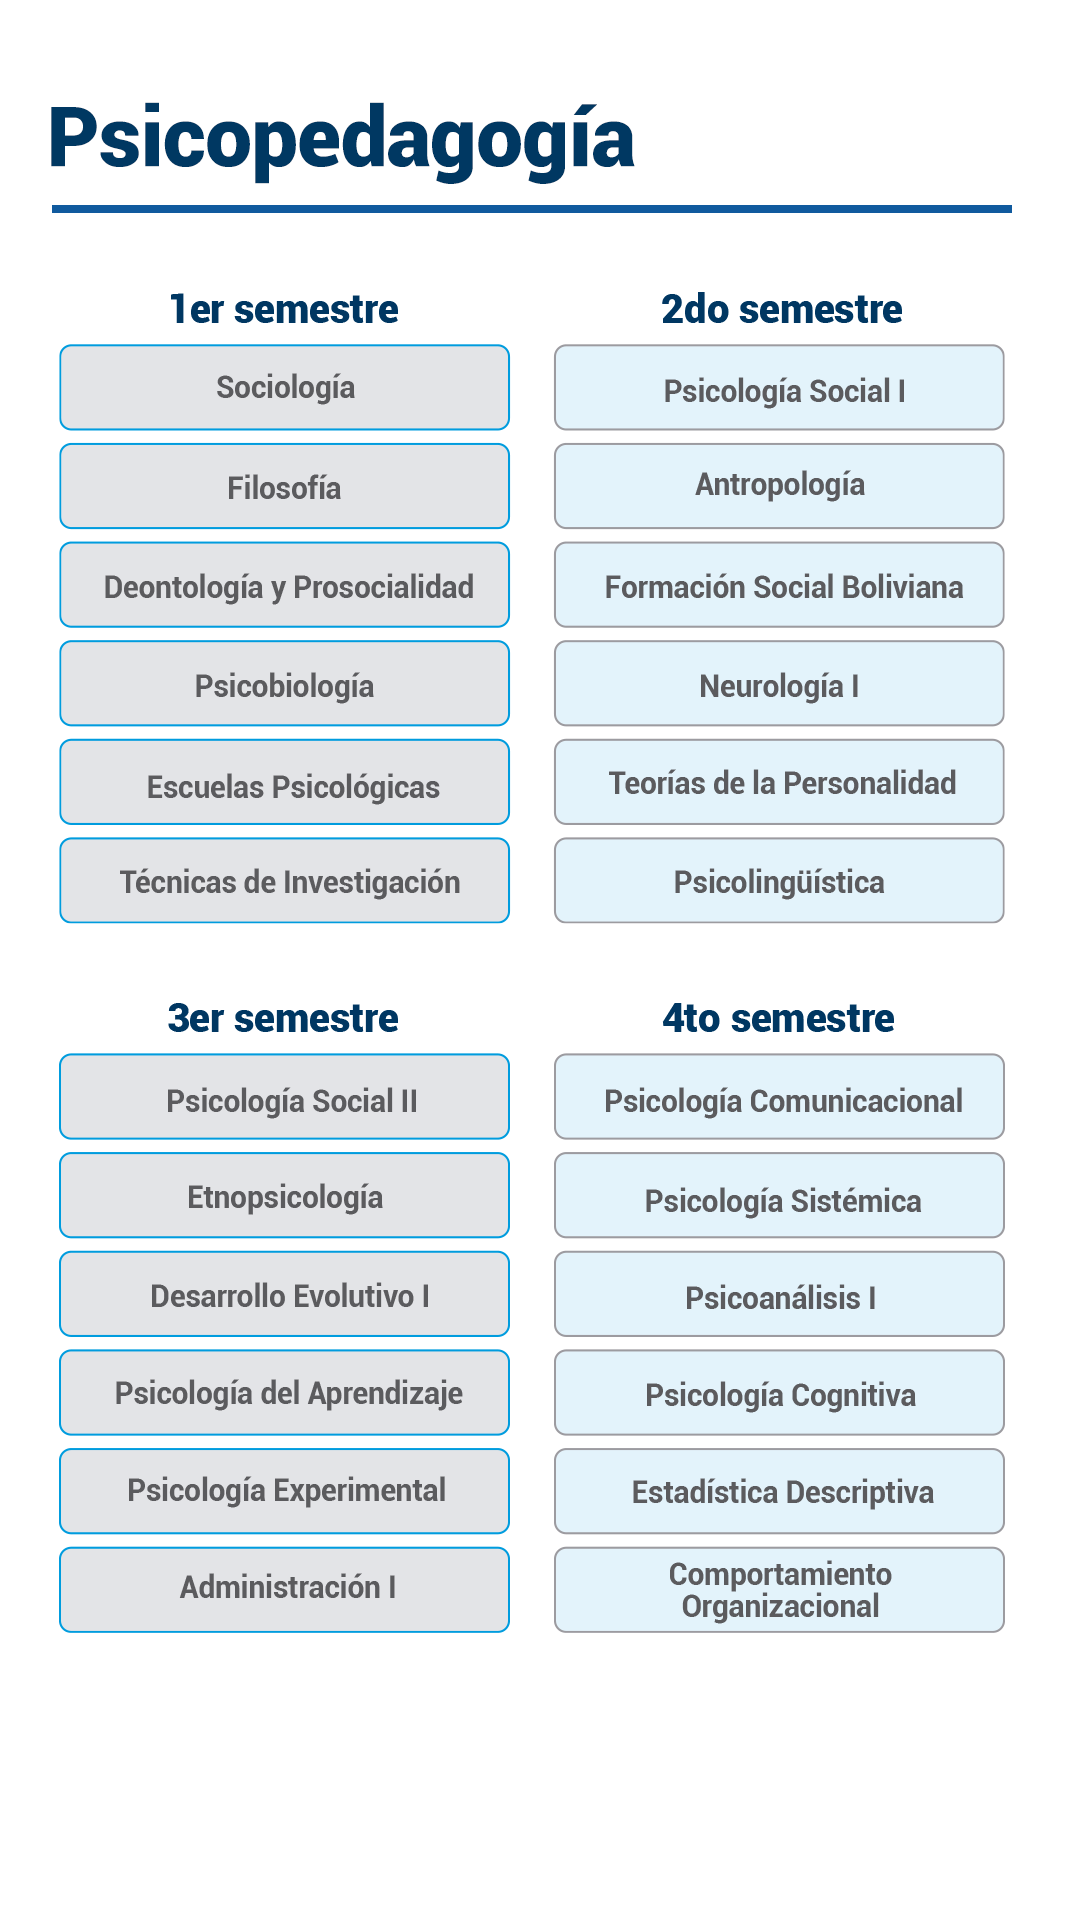 Psicopedagogía
1er semestre
Sociología
Filosofía
Deontología y Prosocialidad
Psicobiología
Escuelas Psicológicas
Técnicas de Investigación
2do semestre
Psicología Social I
Antropología
Formación Social Boliviana
Neurología I
Teorías de la Personalidad
Psicolingüística
3er semestre
Psicología Social II
Etnopsicología
Desarrollo Evolutivo I
Psicología del Aprendizaje
Psicología Experimental
Administración I
4to semestre
Psicología Comunicacional
Psicología Sistémica
Psicoanálisis I
Psicología Cognitiva
Estadística Descriptiva
Comportamiento
Organizacional